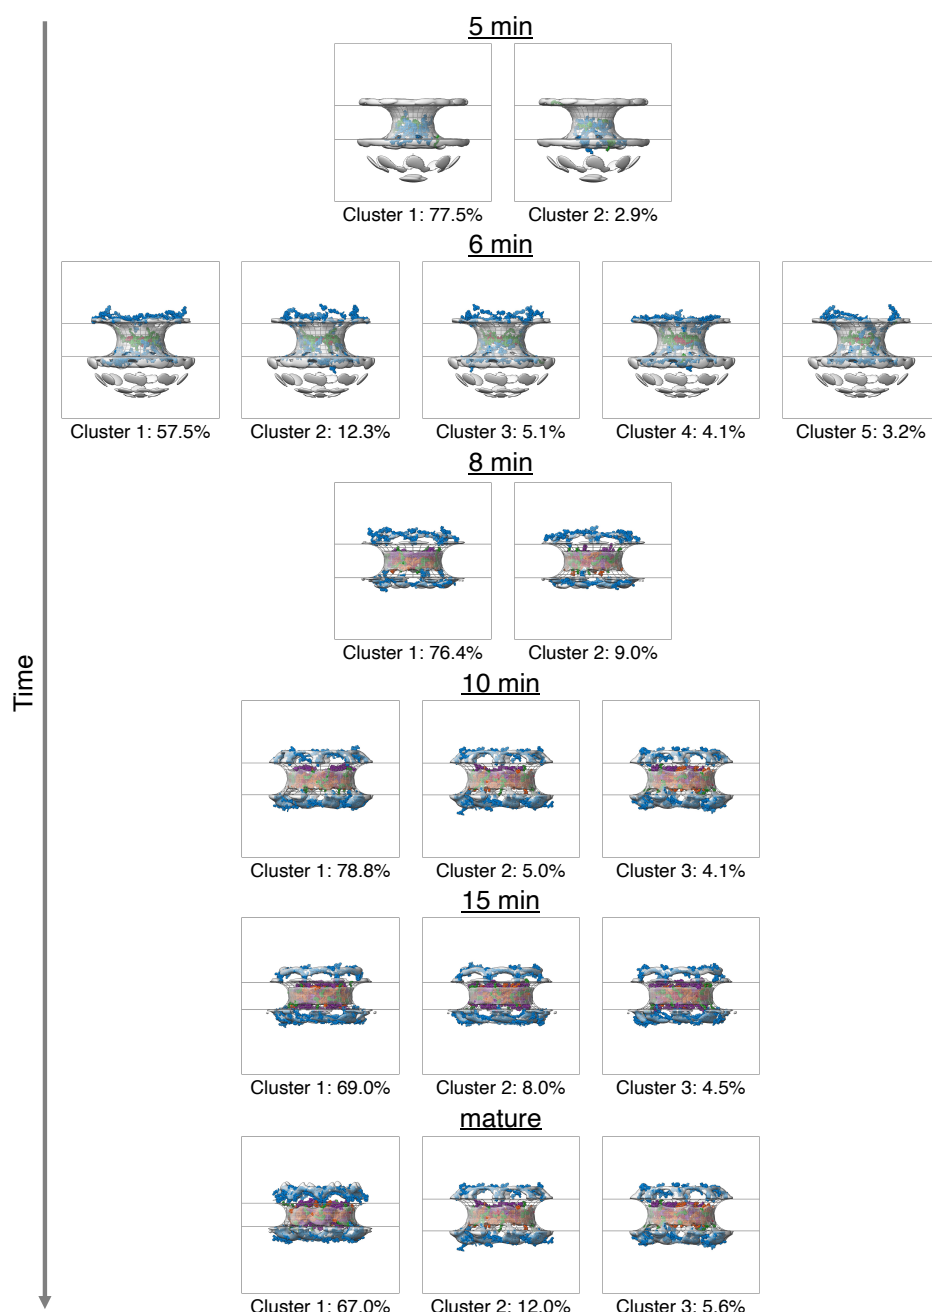 5 min
Cluster 1: 77.5%
Cluster 2: 2.9%
6 min
Cluster 1: 57.5%
Cluster 2: 12.3%
Cluster 3: 5.1%
Cluster 4: 4.1%
Cluster 5: 3.2%
8 min
Cluster 1: 76.4%
Cluster 2: 9.0%
Time
10 min
Cluster 1: 78.8%
Cluster 2: 5.0%
Cluster 3: 4.1%
15 min
Cluster 1: 69.0%
Cluster 2: 8.0%
Cluster 3: 4.5%
mature
Cluster 1: 67.0%
Cluster 2: 12.0%
Cluster 3: 5.6%